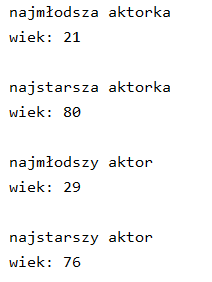 najmłodsza aktorka
wiek: 21
najstarsza aktorka
wiek: 80
najmłodszy aktor
wiek: 29
najstarszy aktor
wiek: 76